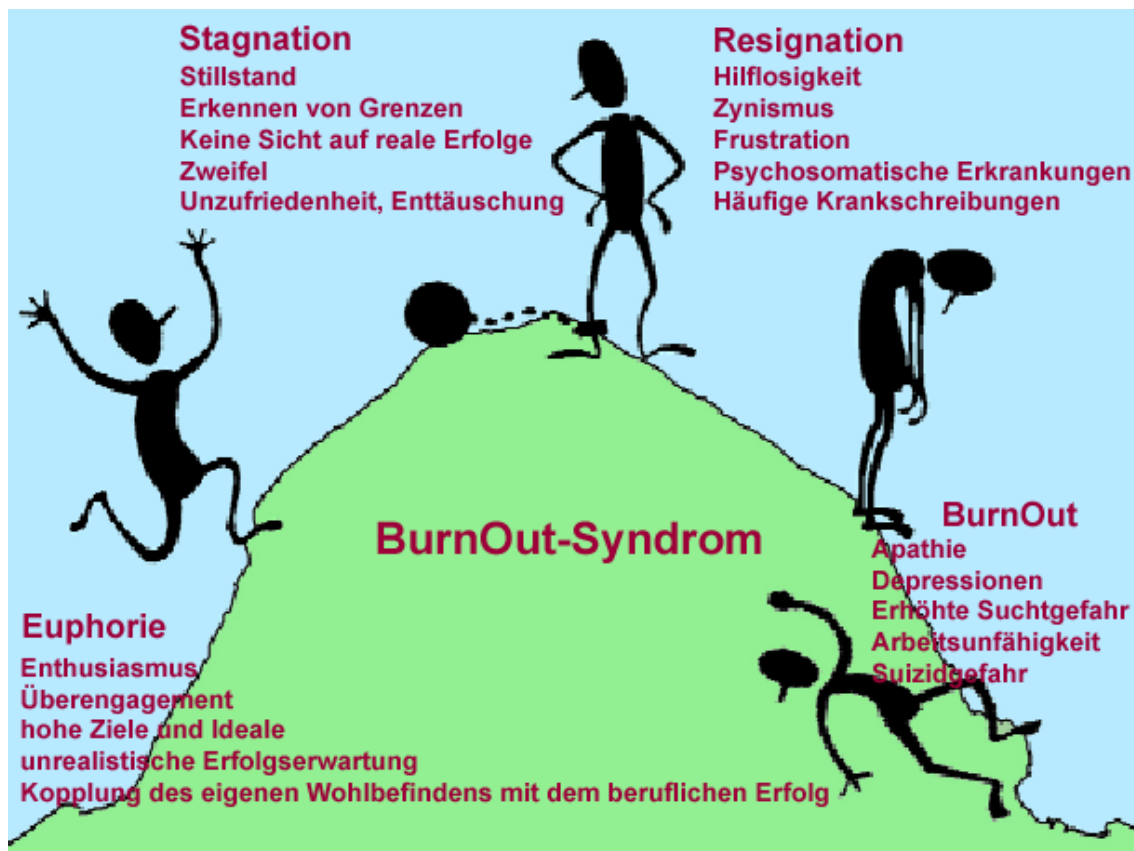 Stagnation
Stillstand
Erkennen von Grenzen
Keine Sicht auf reale Erfolge
Zweifel
Unzufriedenheit, Enttäuschung
Resignation
Hilflosigkeit
Zynismus
Frustration
Psychosomatische Erkrankungen
Häufige Krankschreibungen
BurnOut-Syndrom
Euphorie
Enthusiasmus
Überengagement
hohe Ziele und Ideale
unrealistische Erfolgserwartung
Kopplung des eigenen Wohlbefindens mit dem beruflichen Erfolg
BurnOut
Apathie
Depressionen
Erhöhte Suchtgefahr
Arbeitsunfähigkeit
Suizidgefahr